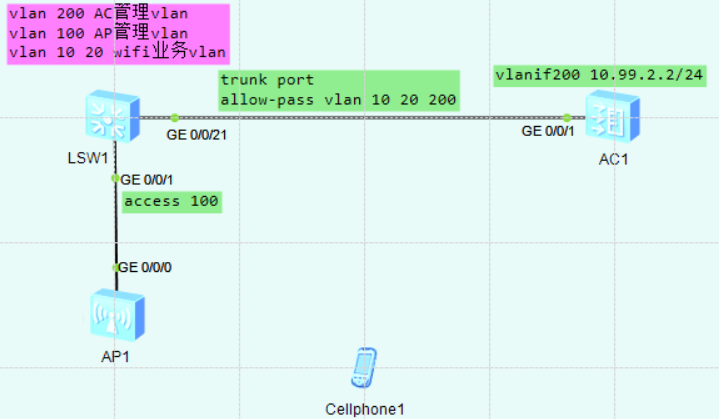 vlan 200 AC管理vlan
vlan 100 AP管理vlan
vlan 10 20 wifi业务vlan
trunk port
allow-pass vlan 10 20 200
vlanif200 10.99.2.2/24
GE 0/0/21
GE 0/0/1
LSW1
AC1
GE 0/0/1
access 100
GE 0/0/0
AP1
Cellphone1